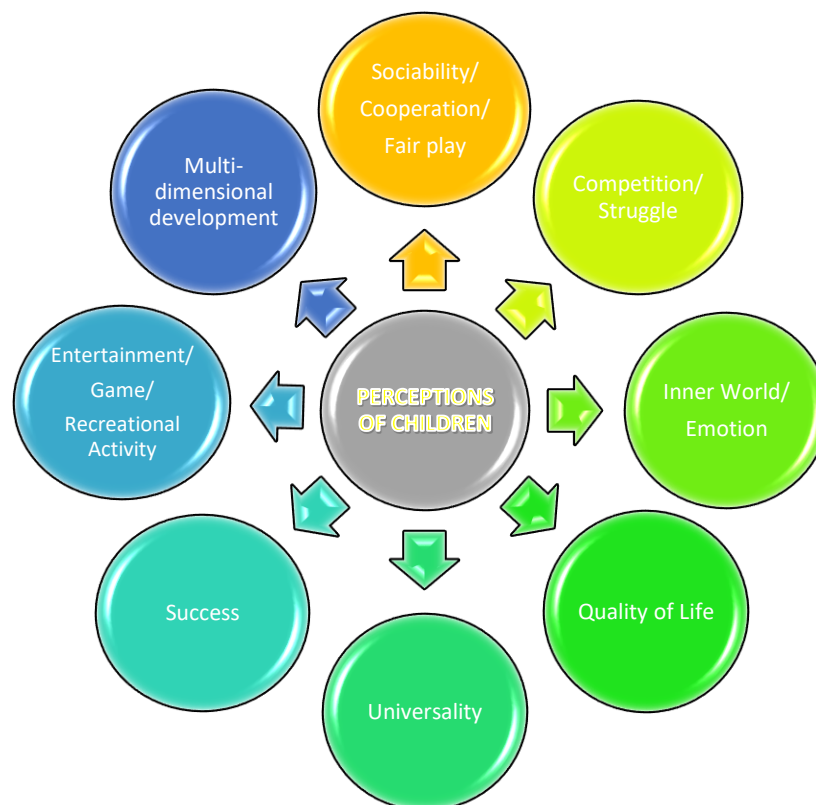 Sociability/
Cooperation/
Fair play
Competition/
Struggle
Inner World/
Emotion
Quality of Life
Universality
Success
Entertainment/
Game/
Recreational
Activity
Multi-
dimensional
development
PERCEPTIONS
OF CHILDREN